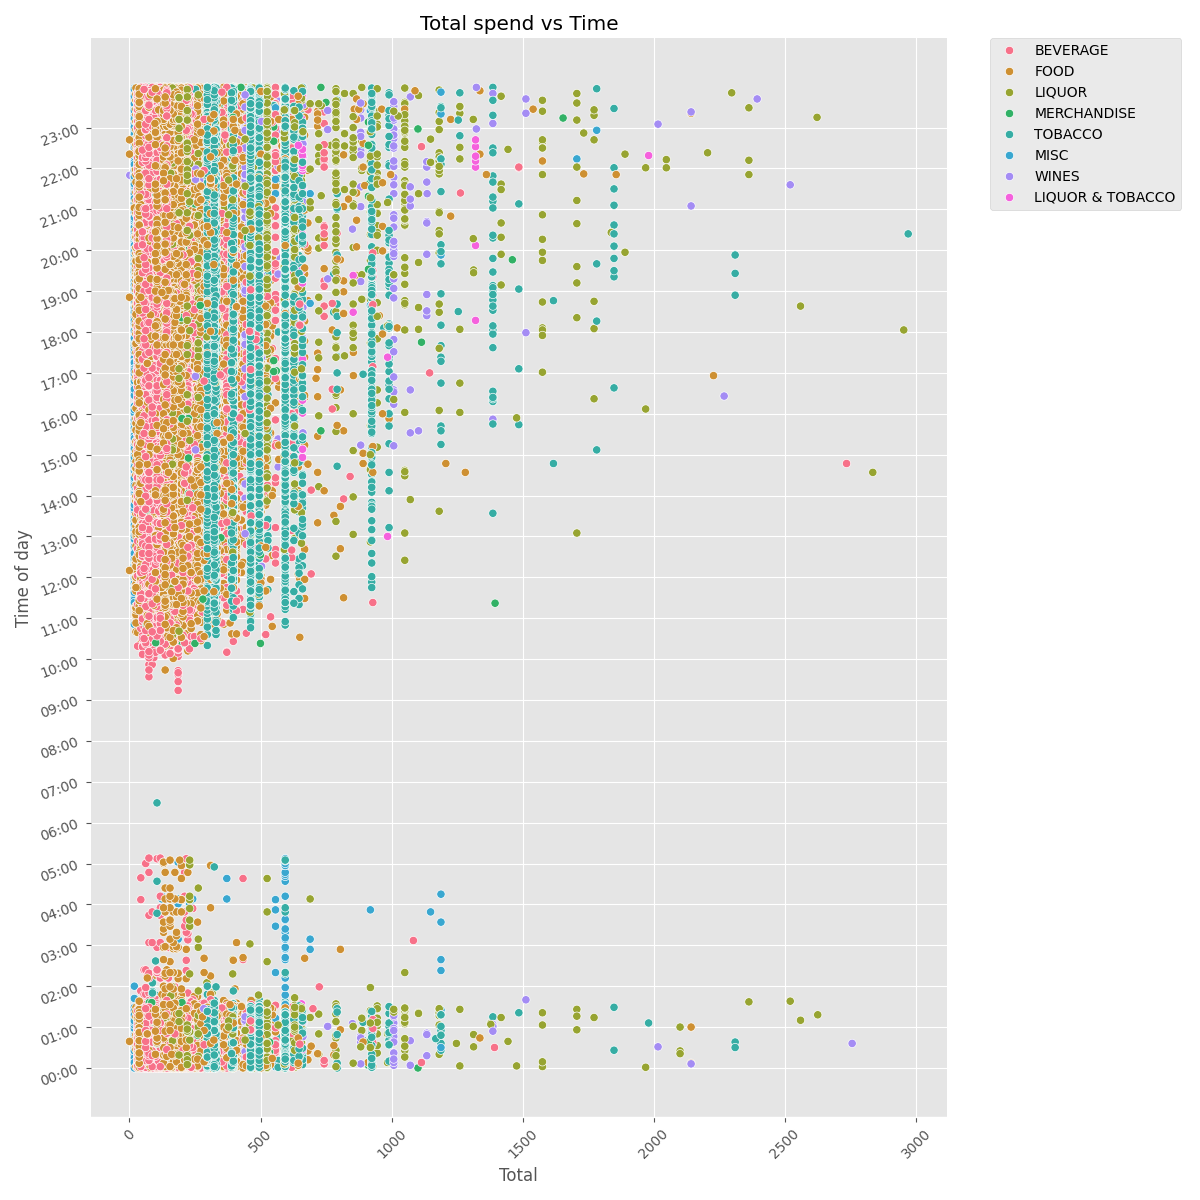 Total spend vs Time
BEVERAGE
FOOD
LIQUOR
MERCHANDISE
TOBACCO
MISC
WINES
LIQUOR & TOBACCO
Time of day
23:00
22:00
21:00
20:00
19:00
18:00
17:00
16:00
15:00
14:00
13:00
12:00
11:00
10:00
09:00
08:00
07:00
06:00
05:00
04:00
03:00
02:00
01:00
00:00
0
500
1000
1500
2000
2500
3000
Total